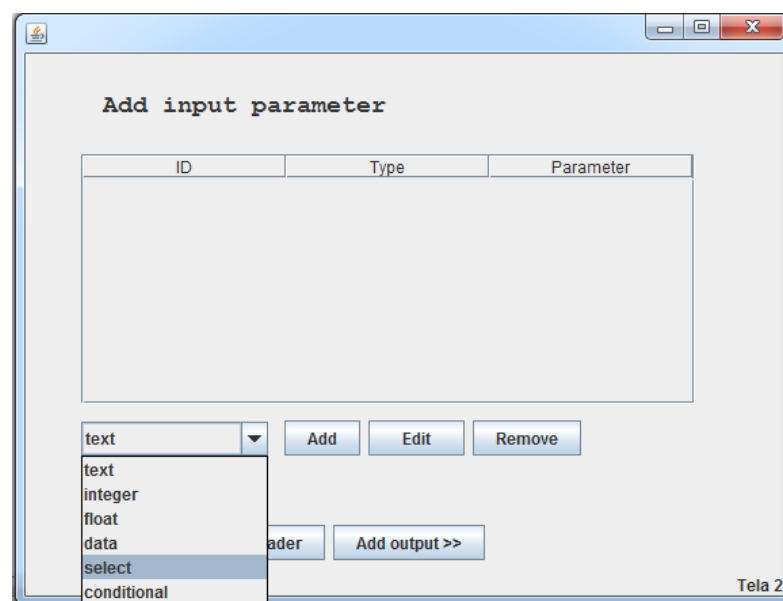 Add input parameter
ID Type Parameter
text Add Edit Remove
text
integer
float
data ader Add output >>
select
conditional
Tela 2